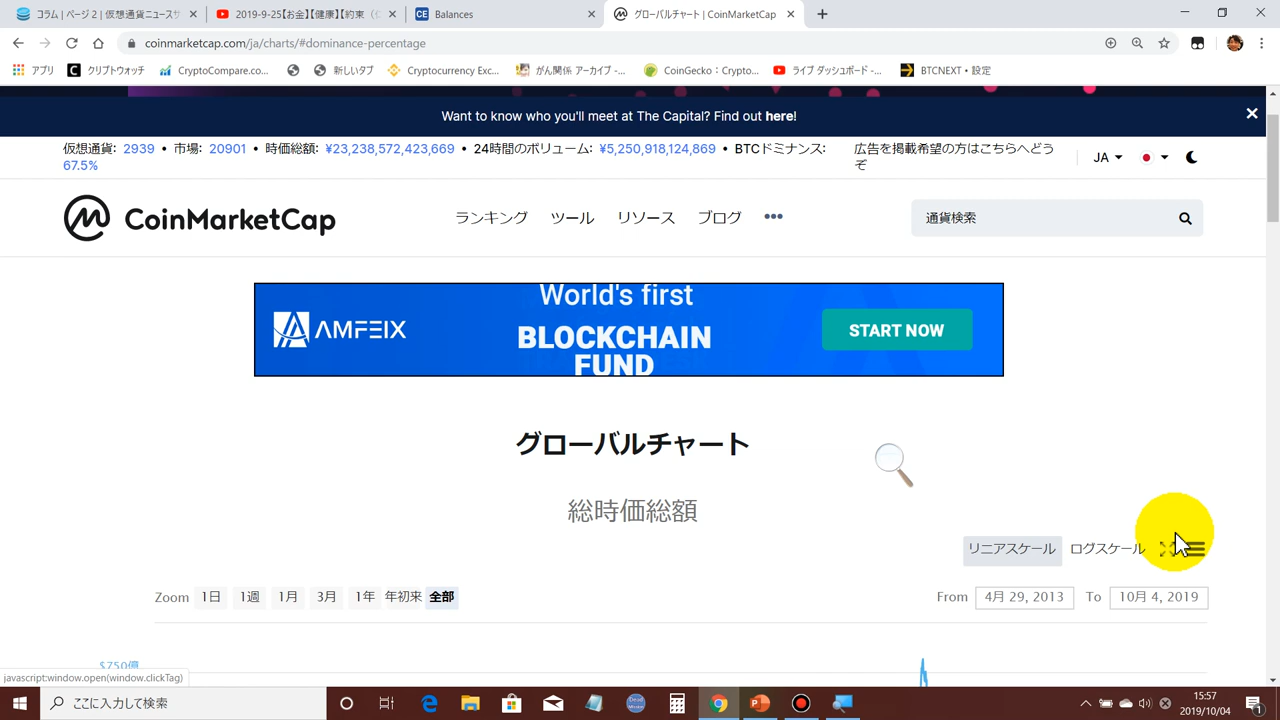 コラム | ページ 2 | 仮想通貨ニュースサ
2019-9-25【お金】【健康】【約束（
Balances
グローバルチャート | CoinMarketCap
coinmarketcap.com/ja/charts/#dominance-percentage
アプリ
クリプトウォッチ
CryptoCompare.co...
新しいタブ
Cryptocurrency Exc...
がん関係 アーカイブ -...
CoinGecko：Crypto...
ライブ ダッシュボード -...
BTCNEXT・設定
Want to know who you'll meet at The Capital? Find out here!
仮想通貨: 2939 • 市場: 20901 • 時価総額: ¥23,238,572,423,669 • 24時間のボリューム: ¥5,250,918,124,869 • BTCドミナンス:
67.5%
広告を掲載希望の方はこちらへどう
ぞ
JA
CoinMarketCap
ランキング
ツール
リソース
ブログ
通貨検索
AMFEIX
World's first
BLOCKCHAIN
FUND
START NOW
グローバルチャート
総時価総額
リニアスケール
ログスケール
Zoom 1日 1週 1月 3月 1年 年初来 全部
From 4月 29, 2013 To 10月 4, 2019
$750億
javascript:window.open(window.clickTag)
ここに入力して検索
15:57
2019/10/04